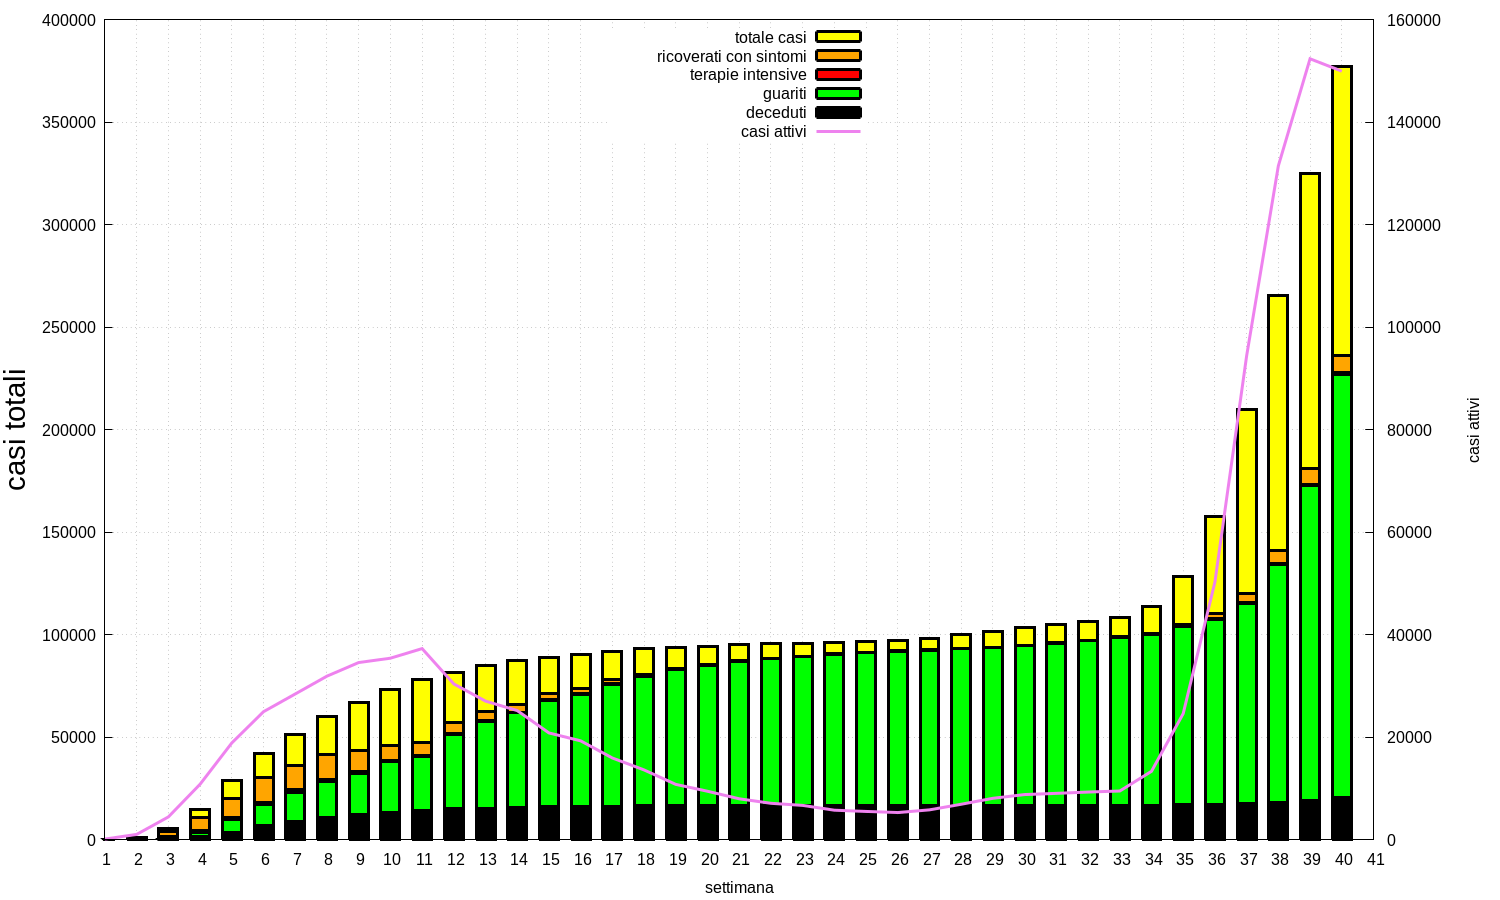 totale casi
ricoverati con sintomi
terapie intensive
guariti
deceduti
casi attivi
casi totali
400000
350000
300000
250000
200000
150000
100000
50000
0
160000
140000
120000
100000
80000
60000
40000
20000
0
casi attivi
1 2 3 4 5 6 7 8 9 10 11 12 13 14 15 16 17 18 19 20 21 22 23 24 25 26 27 28 29 30 31 32 33 34 35 36 37 38 39 40 41
settimana